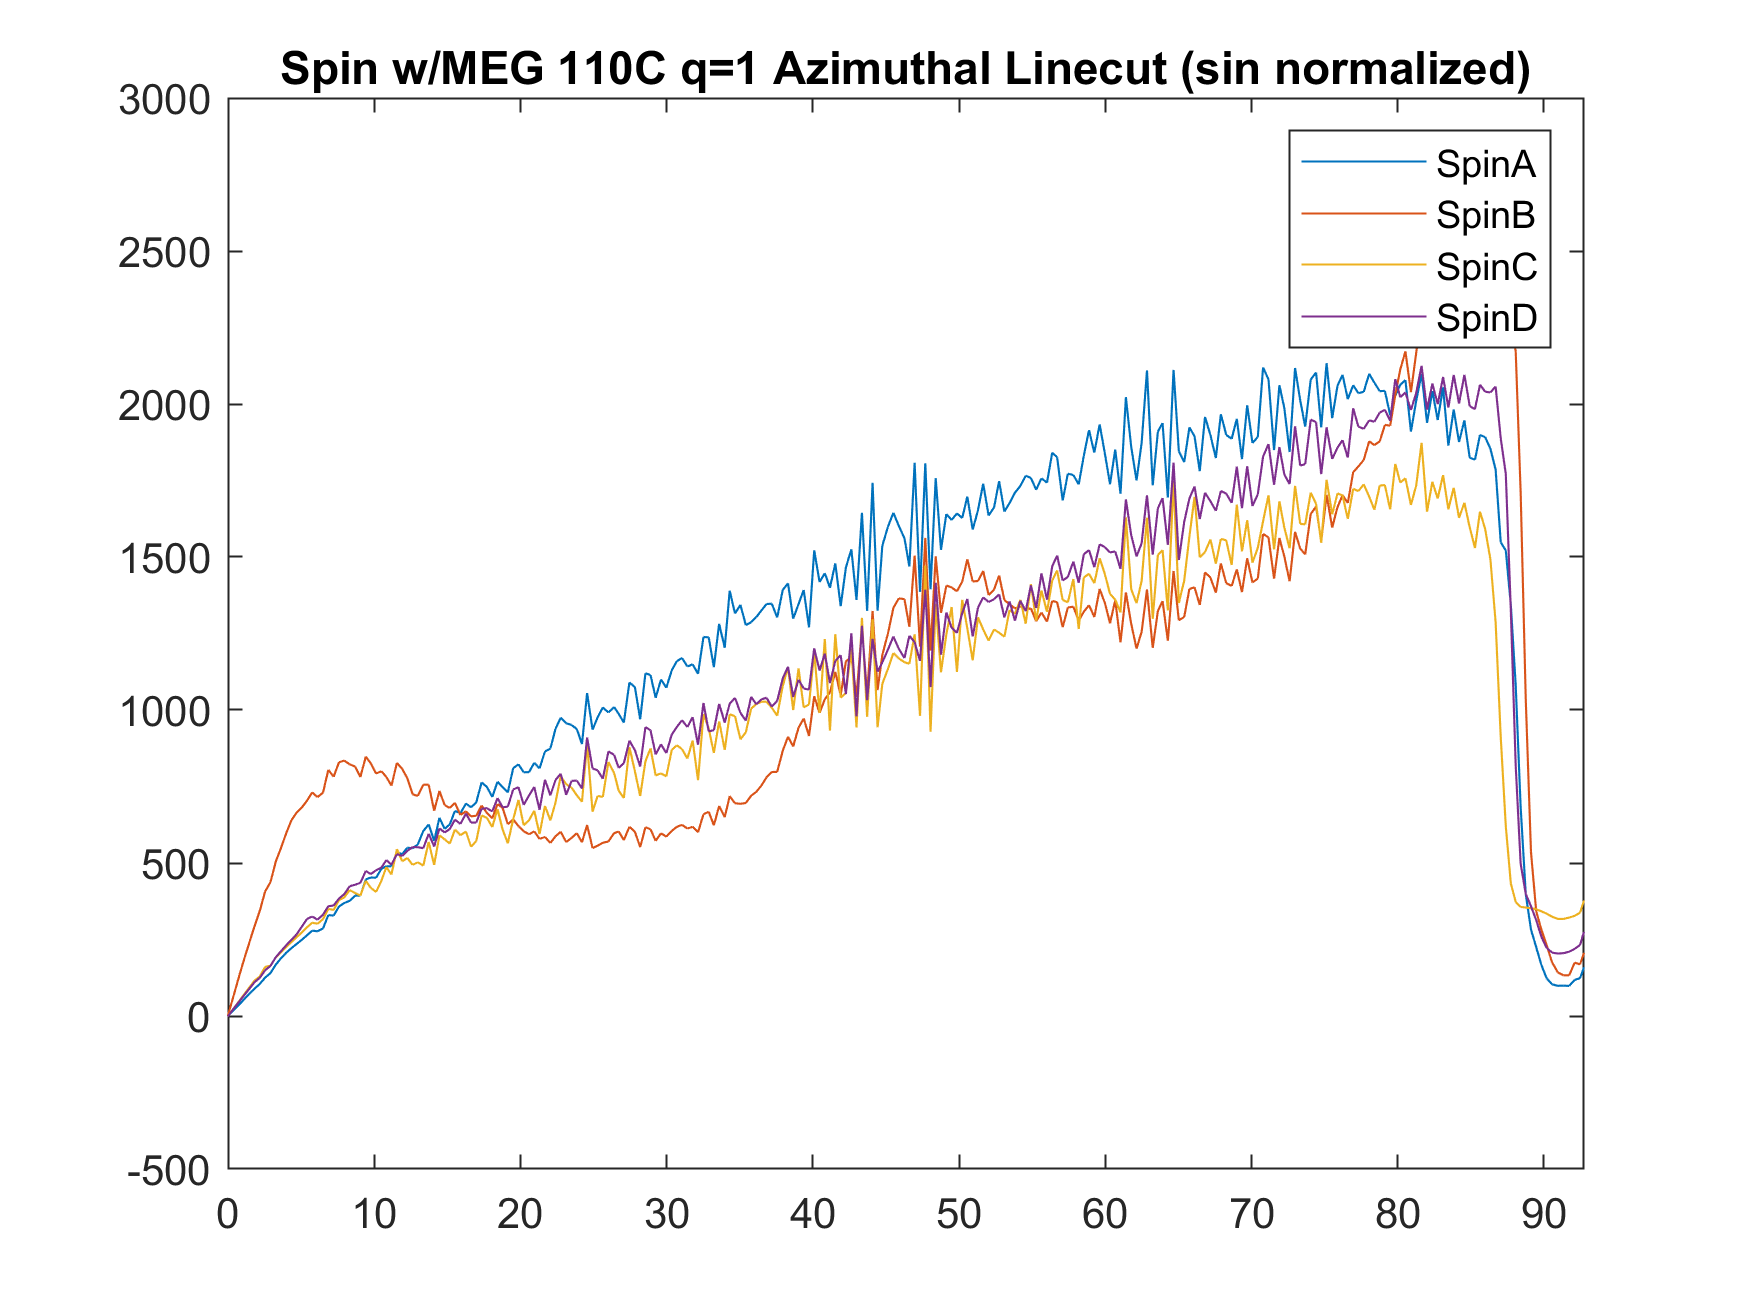 Spin w/MEG 110C q=1 Azimuthal Linecut (sin normalized)
3000
2500
2000
1500
1000
500
0
-500
SpinA
SpinB
SpinC
SpinD
0 10 20 30 40 50 60 70 80 90